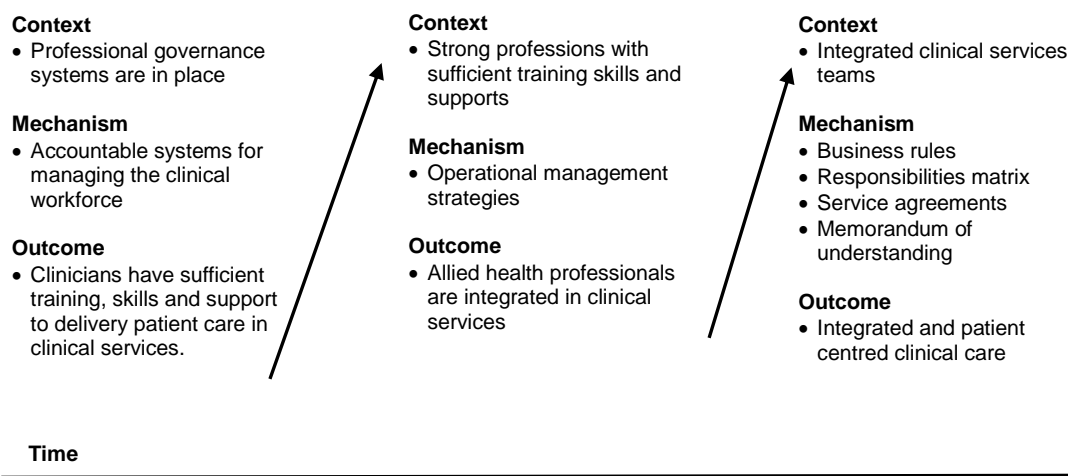 Context
• Professional governance
systems are in place
Mechanism
• Accountable systems for
managing the clinical
workforce
Outcome
• Clinicians have sufficient
training, skills and support
to delivery patient care in
clinical services.
Context
• Strong professions with
sufficient training skills and
supports
Mechanism
• Operational management
strategies
Outcome
• Allied health professionals
are integrated in clinical
services
Context
• Integrated clinical services
teams
Mechanism
• Business rules
• Responsibilities matrix
• Service agreements
• Memorandum of
understanding
Outcome
• Integrated and patient
centred clinical care
Time